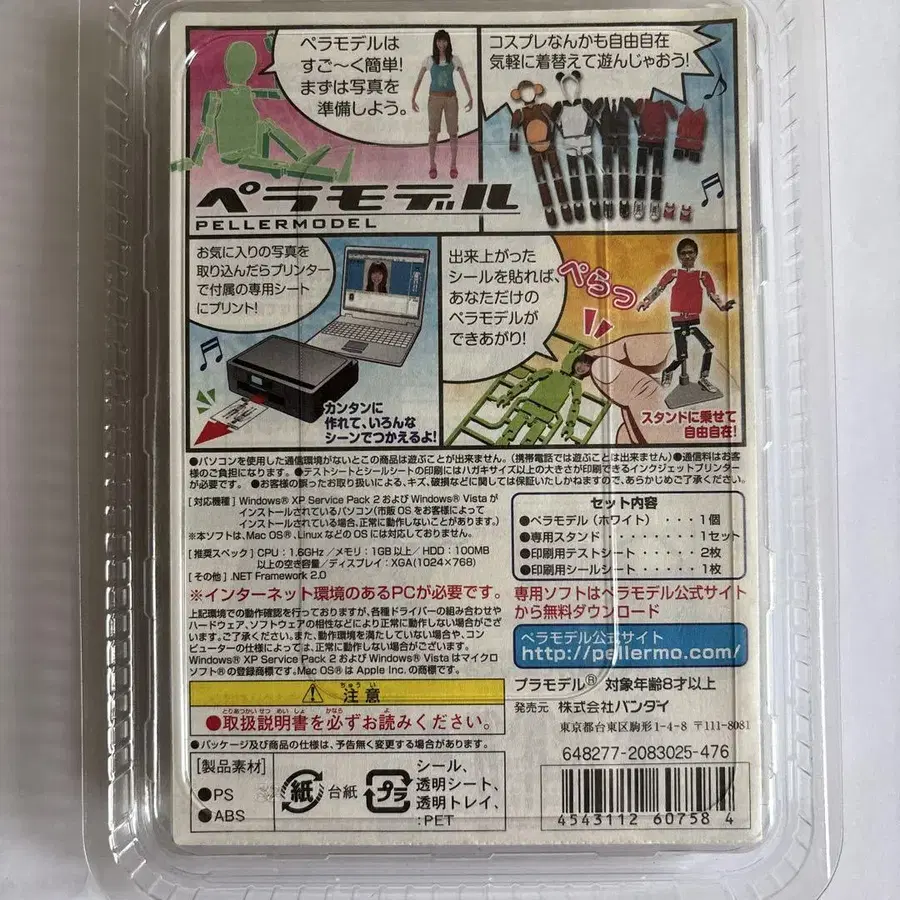 ペラモデルは
すご〜く簡単!
まずは写真を
準備しよう。
コスプレなんかも自由自在
気軽に着替えて遊んじゃおう!
ペラモデル
PELLERMODEL
お気に入りの写真を
取り込んだらプリンター
で付属の専用シート
にプリント!
カンタンに
作れて、いろんな
シーンでつかえるよ!
出来上がった
シールを貼れば、
あなただけの
ペラモデルが
できあがり!
ぺらっ
スタンドに乗せて
自由自在!
●パソコンを使用した通信環境がないとこの商品は遊ぶことが出来ません。(携帯電話では遊ぶことは出来ません。)●通信料はお客様のご負担になります。●テストシートとシールシートの印刷にはハガキサイズ以上の大きさが印刷できるインクジェットプリンターが必要です。●お客様の誤ったお取り扱いによる、キズ、破損などに関しては保証いたしかねますので、あらかじめご了承ください。
[対応機種] Windows® XP Service Pack 2 および Windows® Vista が
インストールされているパソコン(市販 OS をお客様によって
インストールされている場合、正常に動作しないことがあります。)
※本ソフトは、Mac OS®、Linux などの OS には対応しておりません。
[推奨スペック] CPU:1.6GHz/メモリ:1GB 以上/HDD:100MB
以上の空き容量/ディスプレイ:XGA(1024×768)
[その他] .NET Framework 2.0
※インターネット環境のあるPCが必要です。
上記環境での動作確認を行っておりますが、各種ドライバーの組み合わせや
ハードウェア、ソフトウェアの相性などにより正常に動作しない場合がござ
います。ご了承ください。また、動作環境を満たしていない場合や、コン
ピューターの仕様によっては、正常に動作しない場合がございます。
Windows® XP Service Pack 2 および Windows® Vista はマイクロ
ソフト®の登録商標です。Mac OS® は Apple Inc. の商標です。
セット内容
●ペラモデル(ホワイト)・・・・1個
●専用スタンド・・・・・・1セット
●印刷用テストシート・・・・2枚
●印刷用シールシート・・・・1枚
専用ソフトはペラモデル公式サイト
から無料ダウンロード
ペラモデル公式サイト
http://pellermo.com/
プラモデル® 対象年齢8才以上
発売元 株式会社バンダイ
東京都台東区駒形1-4-8 〒111-8081
648277-2083025-476
4543112 60758 4
ちゅうい
注意
とりあつかいせつめいしょ かなら よ
●取扱説明書を必ずお読みください。
●パッケージ及び商品の仕様は、予告無く変更する場合があります。
[製品素材]
●PS
●ABS
紙
台紙
プラ
シール、
透明シート、
透明トレイ、
:PET